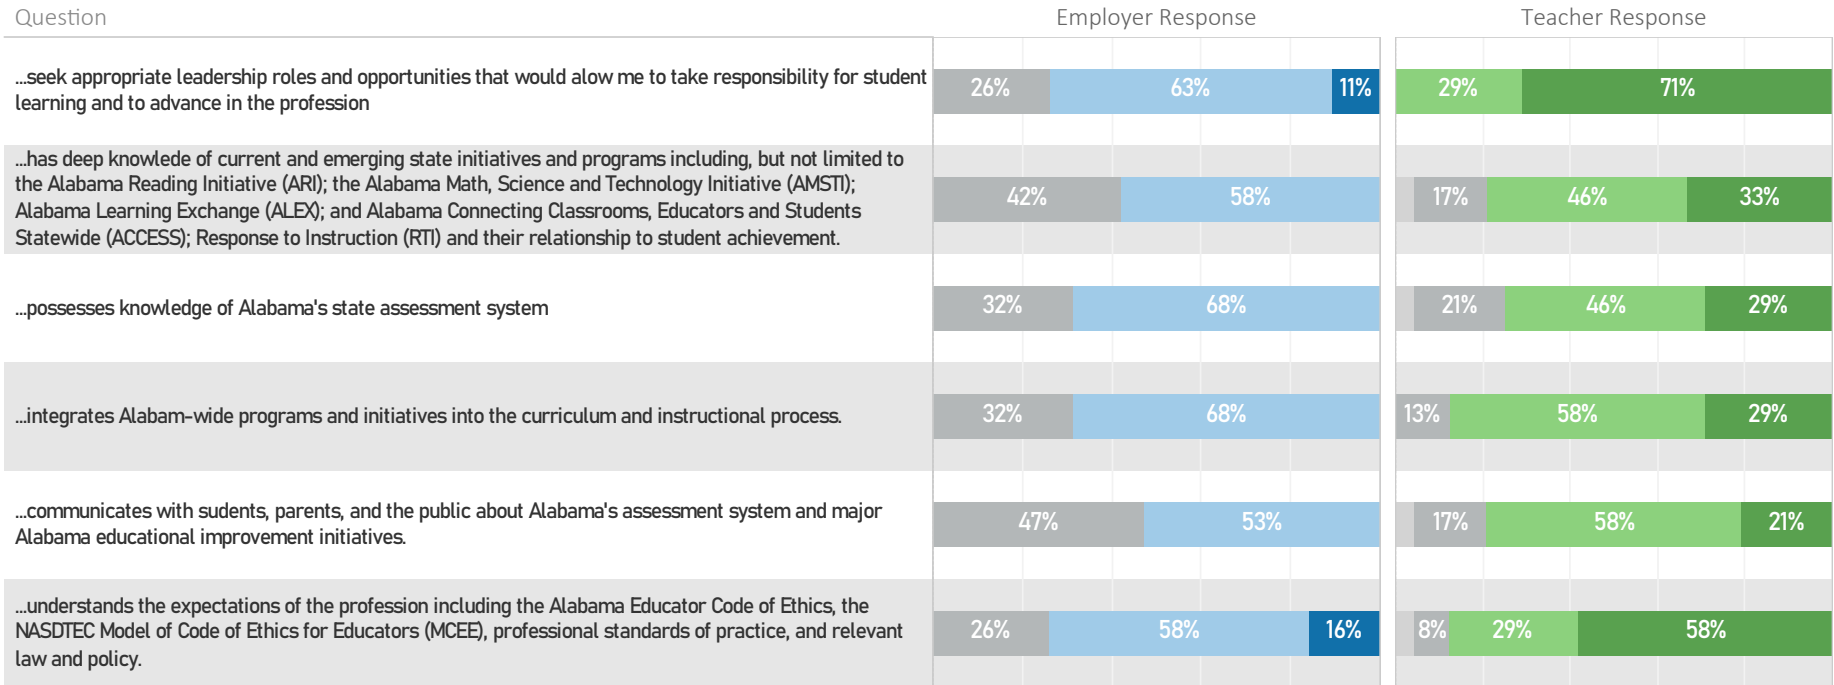 Question Employer Response Teacher Response
...seek appropriate leadership roles and opportunities that would alow me to take responsibility for student
learning and to advance in the profession
26% 63% 11% 29% 71%
...has deep knowlede of current and emerging state initiatives and programs including, but not limited to
the Alabama Reading Initiative (ARI); the Alabama Math, Science and Technology Initiative (AMSTI);
Alabama Learning Exchange (ALEX); and Alabama Connecting Classrooms, Educators and Students
Statewide (ACCESS); Response to Instruction (RTI) and their relationship to student achievement.
42% 58% 17% 46% 33%
...possesses knowledge of Alabama's state assessment system
32% 68% 21% 46% 29%
...integrates Alabam-wide programs and initiatives into the curriculum and instructional process.
32% 68% 13% 58% 29%
...communicates with sudents, parents, and the public about Alabama's assessment system and major
Alabama educational improvement initiatives.
47% 53% 17% 58% 21%
...understands the expectations of the profession including the Alabama Educator Code of Ethics, the
NASDTEC Model of Code of Ethics for Educators (MCEE), professional standards of practice, and relevant
law and policy.
26% 58% 16% 8% 29% 58%